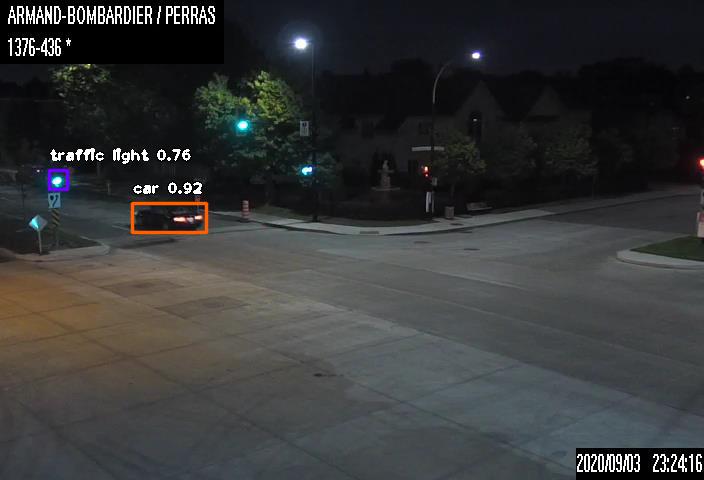 ARMAND-BOMBARDIER / PERRAS
1376-436 *
traffic light 0.76
car 0.92
2020/09/03 23:24:16